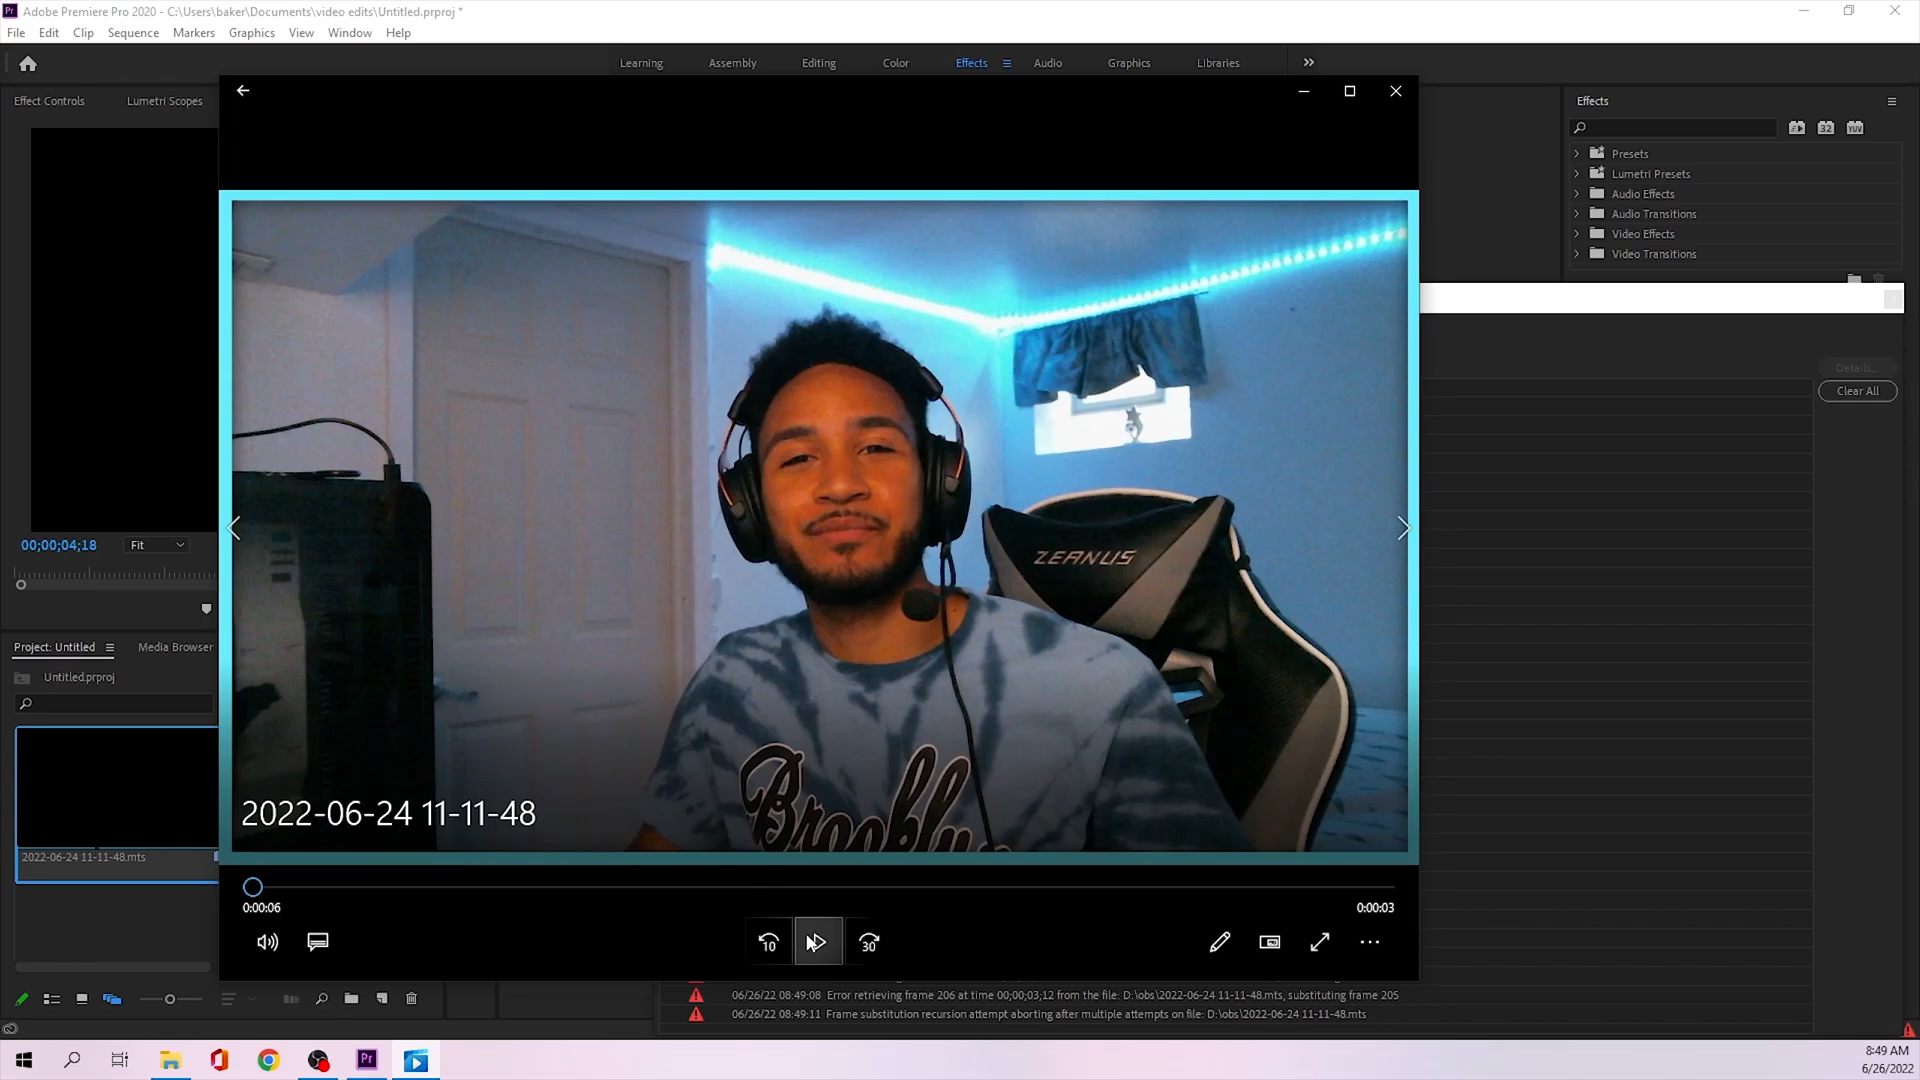 Adobe Premiere Pro 2020 - C:\Users\baker\Documents\video edits\Untitled.prproj *
File Edit Clip Sequence Markers Graphics View Window Help
Learning Assembly Editing Color Effects Audio Graphics Libraries
Effect Controls Lumetri Scopes
Effects
32 YUV
Presets
Lumetri Presets
Audio Effects
Audio Transitions
Video Effects
Video Transitions
Details...
Clear All
ZEANUS
00;00;04;18 Fit
Project: Untitled Media Browser
Untitled.prproj
Brooklyn
2022-06-24 11-11-48
2022-06-24 11-11-48.mts
0:00:06 0:00:03
10 30
06/26/22 08:49:08 Error retrieving frame 206 at time 00;00;03;12 from the file: D:\obs\2022-06-24 11-11-48.mts, substituting frame 205
06/26/22 08:49:11 Frame substitution recursion attempt aborting after multiple attempts on file: D:\obs\2022-06-24 11-11-48.mts
Pr
8:49 AM
6/26/2022